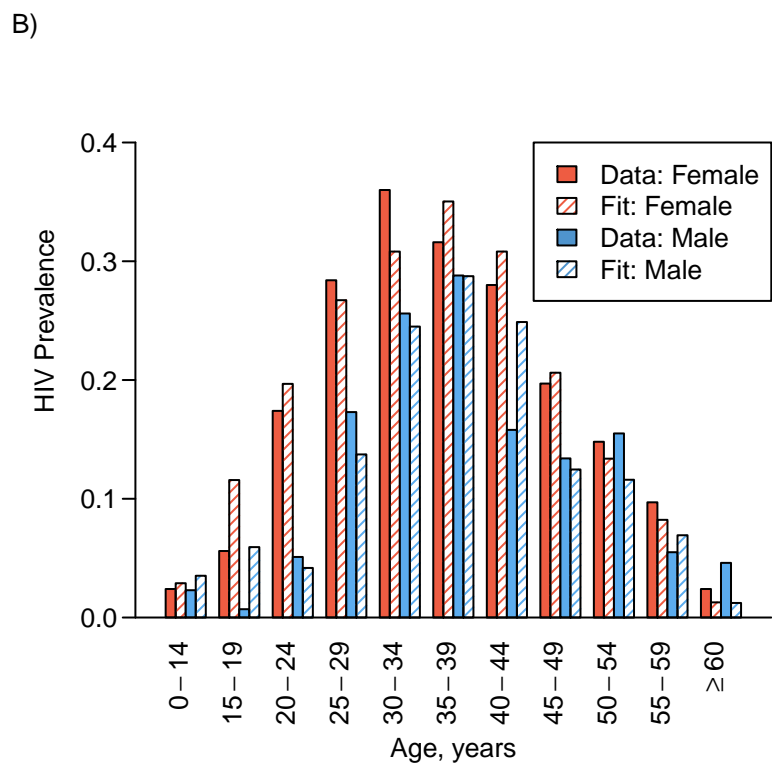 B)
0.4
0.3
0.2
0.1
0.0
HIV Prevalence
Data: Female
Fit: Female
Data: Male
Fit: Male
0−14
15−19
20−24
25−29
30−34
35−39
40−44
45−49
50−54
55−59
≥ 60
Age, years